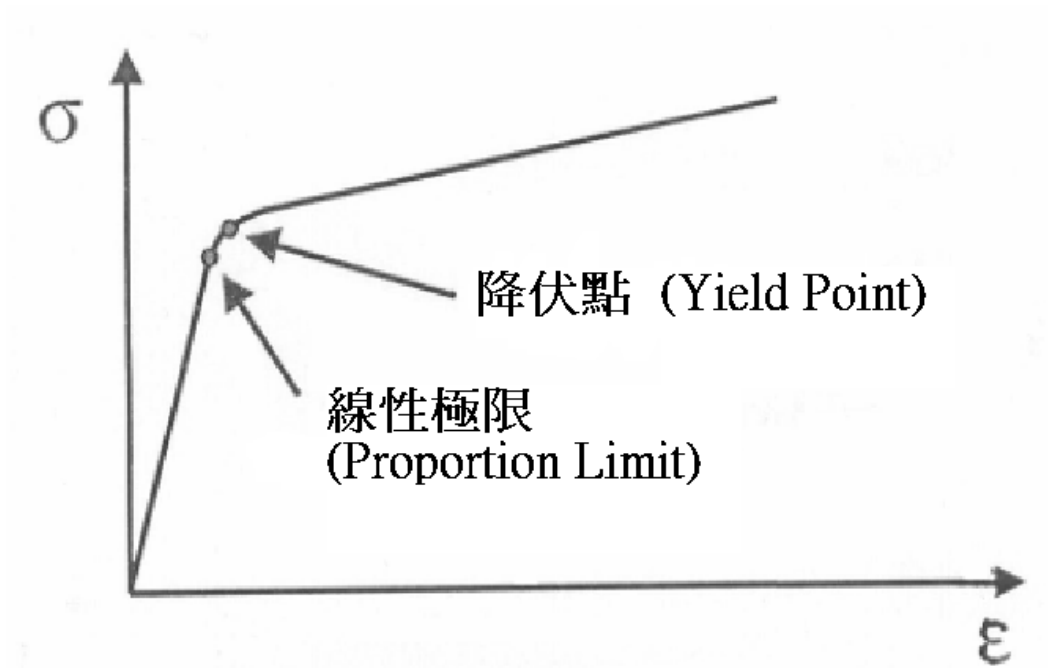 σ
降伏點 (Yield Point)
線性極限
(Proportion Limit)
ε